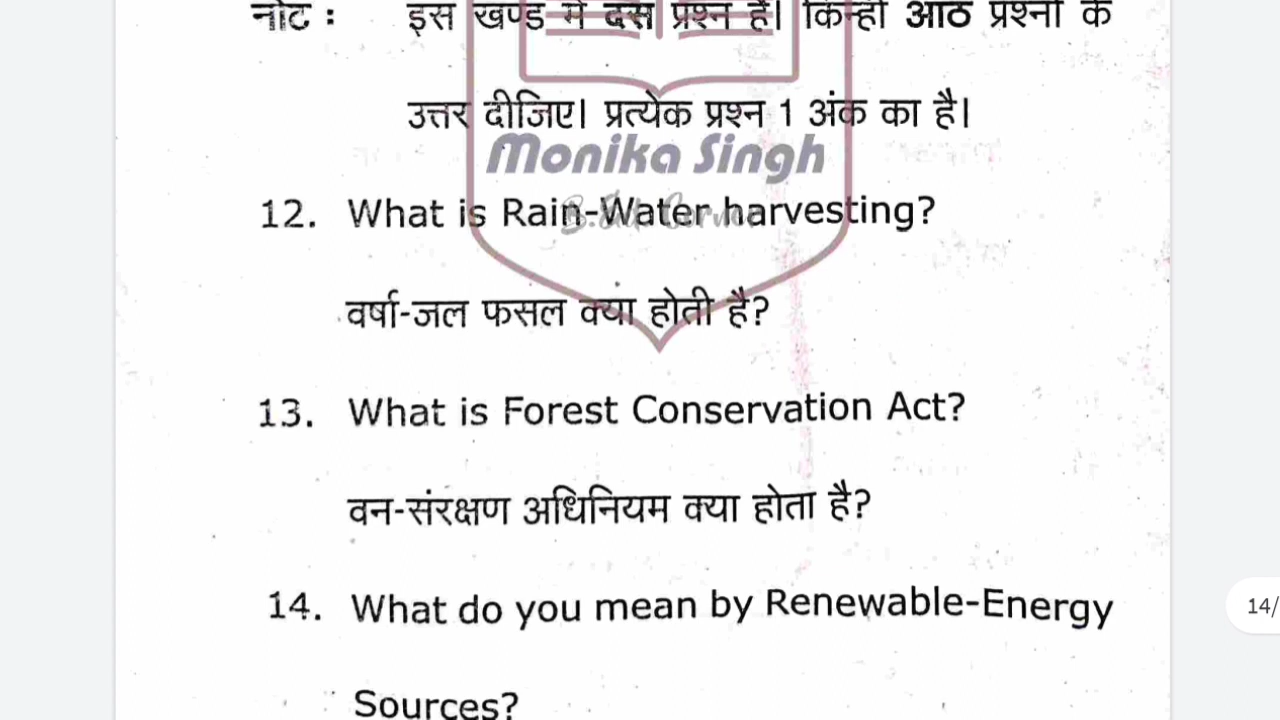 नोट : इस खण्ड में दस प्रश्न हैं। किन्हीं आठ प्रश्नों के
उत्तर दीजिए। प्रत्येक प्रश्न 1 अंक का है।
Monika Singh
B.Ed. Corner
12. What is Rain-Water harvesting?
वर्षा-जल फसल क्या होती है?
13. What is Forest Conservation Act?
वन-संरक्षण अधिनियम क्या होता है?
14. What do you mean by Renewable-Energy
14/
Sources?